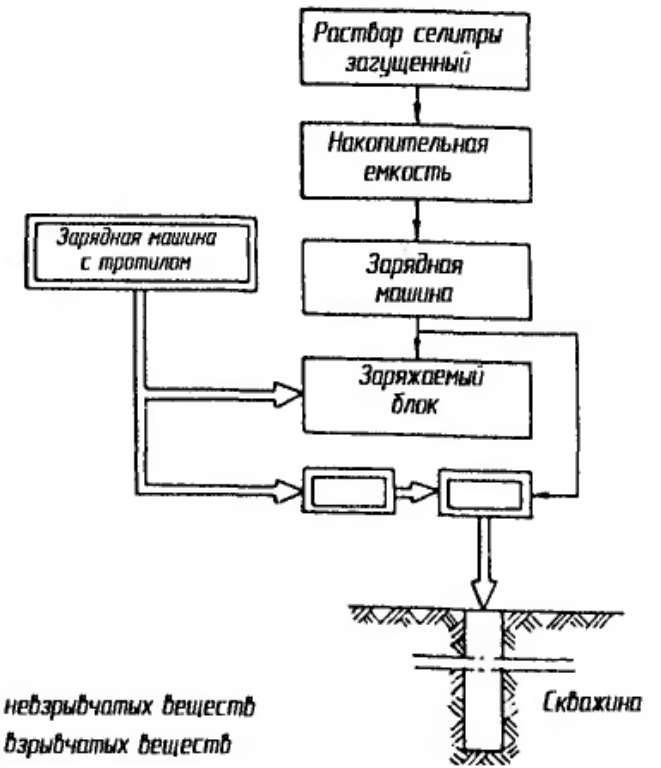 Раствор селитры
загущенный
Накопительная
емкость
Зарядная машина
с тротилом
Зарядная
машина
Заряжаемый
блок
Скважина
невзрывчатых веществ
взрывчатых веществ